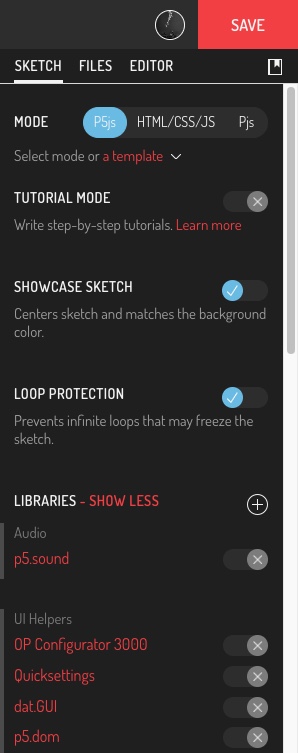 SAVE
SKETCH FILES EDITOR
MODE P5js HTML/CSS/JS Pjs
Select mode or a template
TUTORIAL MODE
Write step-by-step tutorials. Learn more
SHOWCASE SKETCH
Centers sketch and matches the background
color.
LOOP PROTECTION
Prevents infinite loops that may freeze the
sketch.
LIBRARIES - SHOW LESS
Audio
p5.sound
UI Helpers
OP Configurator 3000
Quicksettings
dat.GUI
p5.dom